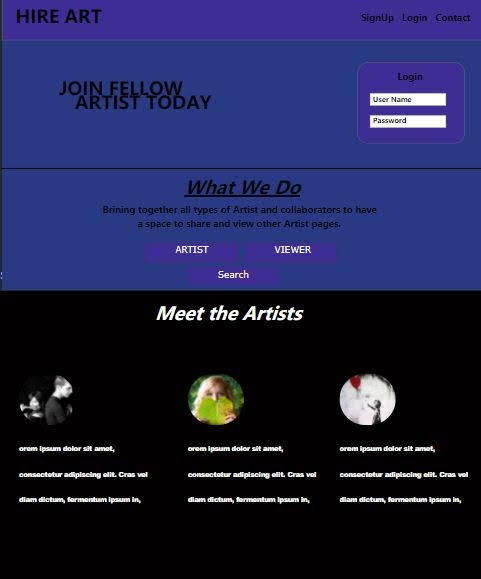 HIRE ART
SignUp Login Contact
JOIN FELLOW
ARTIST TODAY
Login
User Name
Password
What We Do
Brining together all types of Artist and collaborators to have
a space to share and view other Artist pages.
ARTIST
VIEWER
Search
Meet the Artists
orem ipsum dolor sit amet,
consectetur adipiscing elit. Cras vel
diam dictum, fermentum ipsum in,
orem ipsum dolor sit amet,
consectetur adipiscing elit. Cras vel
diam dictum, fermentum ipsum in,
orem ipsum dolor sit amet,
consectetur adipiscing elit. Cras vel
diam dictum, fermentum ipsum in,